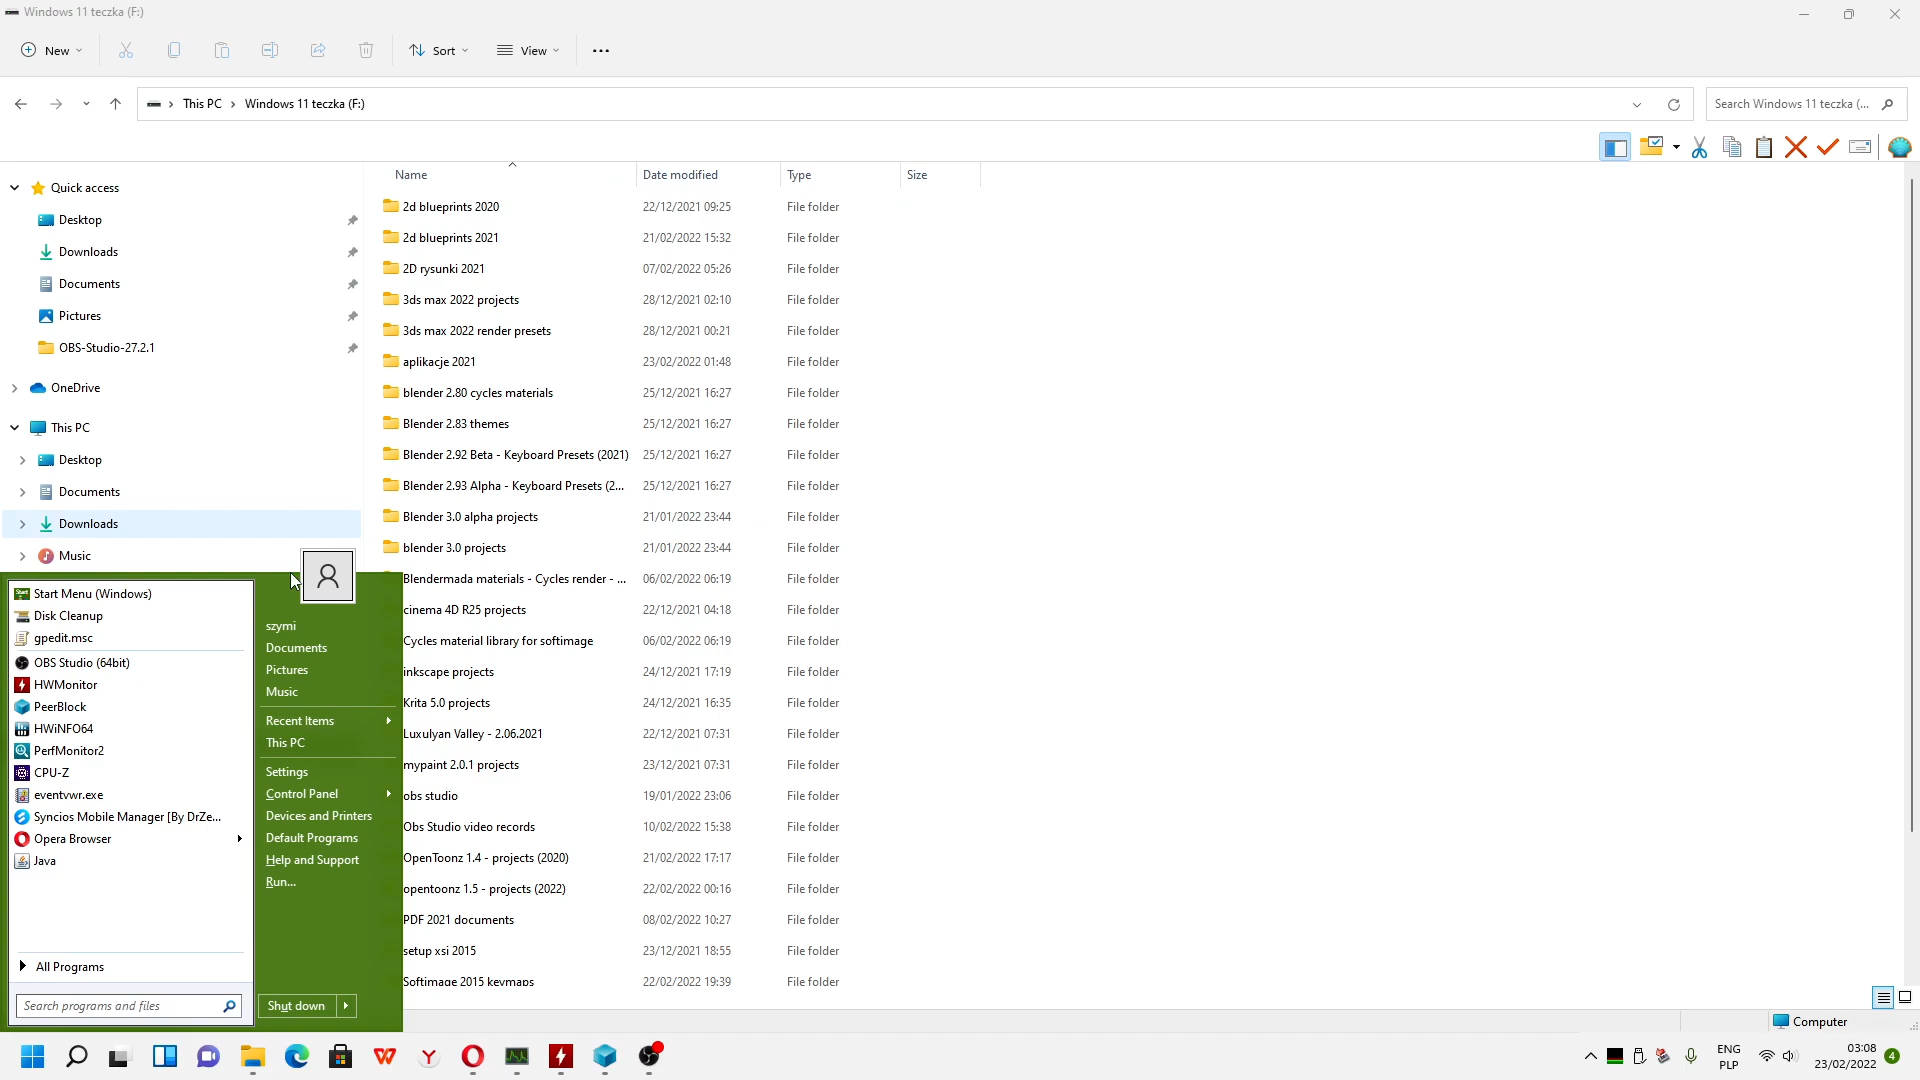 Windows 11 teczka (F:)
New
Sort
View
This PC
Windows 11 teczka (F:)
Search Windows 11 teczka (...
Name
Date modified
Type
Size
Quick access
Desktop
Downloads
Documents
Pictures
OBS-Studio-27.2.1
OneDrive
This PC
Desktop
Documents
Downloads
Music
2d blueprints 2020 22/12/2021 09:25 File folder
2d blueprints 2021 21/02/2022 15:32 File folder
2D rysunki 2021 07/02/2022 05:26 File folder
3ds max 2022 projects 28/12/2021 02:10 File folder
3ds max 2022 render presets 28/12/2021 00:21 File folder
aplikacje 2021 23/02/2022 01:48 File folder
blender 2.80 cycles materials 25/12/2021 16:27 File folder
Blender 2.83 themes 25/12/2021 16:27 File folder
Blender 2.92 Beta - Keyboard Presets (2021) 25/12/2021 16:27 File folder
Blender 2.93 Alpha - Keyboard Presets (2... 25/12/2021 16:27 File folder
Blender 3.0 alpha projects 21/01/2022 23:44 File folder
blender 3.0 projects 21/01/2022 23:44 File folder
Blendermada materials - Cycles render - ... 06/02/2022 06:19 File folder
cinema 4D R25 projects 22/12/2021 04:18 File folder
Cycles material library for softimage 06/02/2022 06:19 File folder
inkscape projects 24/12/2021 17:19 File folder
Krita 5.0 projects 24/12/2021 16:35 File folder
Luxulyan Valley - 2.06.2021 22/12/2021 07:31 File folder
mypaint 2.0.1 projects 23/12/2021 07:31 File folder
obs studio 19/01/2022 23:06 File folder
Obs Studio video records 10/02/2022 15:38 File folder
OpenToonz 1.4 - projects (2020) 21/02/2022 17:17 File folder
opentoonz 1.5 - projects (2022) 22/02/2022 00:16 File folder
PDF 2021 documents 08/02/2022 10:27 File folder
setup xsi 2015 23/12/2021 18:55 File folder
Softimage 2015 keymaps 22/02/2022 19:39 File folder
Start Menu (Windows)
Disk Cleanup
gpedit.msc
OBS Studio (64bit)
HWMonitor
PeerBlock
HWiNFO64
PerfMonitor2
CPU-Z
eventvwr.exe
Syncios Mobile Manager [By DrZe...
Opera Browser
Java
All Programs
Search programs and files
szymi
Documents
Pictures
Music
Recent Items
This PC
Settings
Control Panel
Devices and Printers
Default Programs
Help and Support
Run...
Shut down
Computer
ENG
PLP
03:08
23/02/2022
4